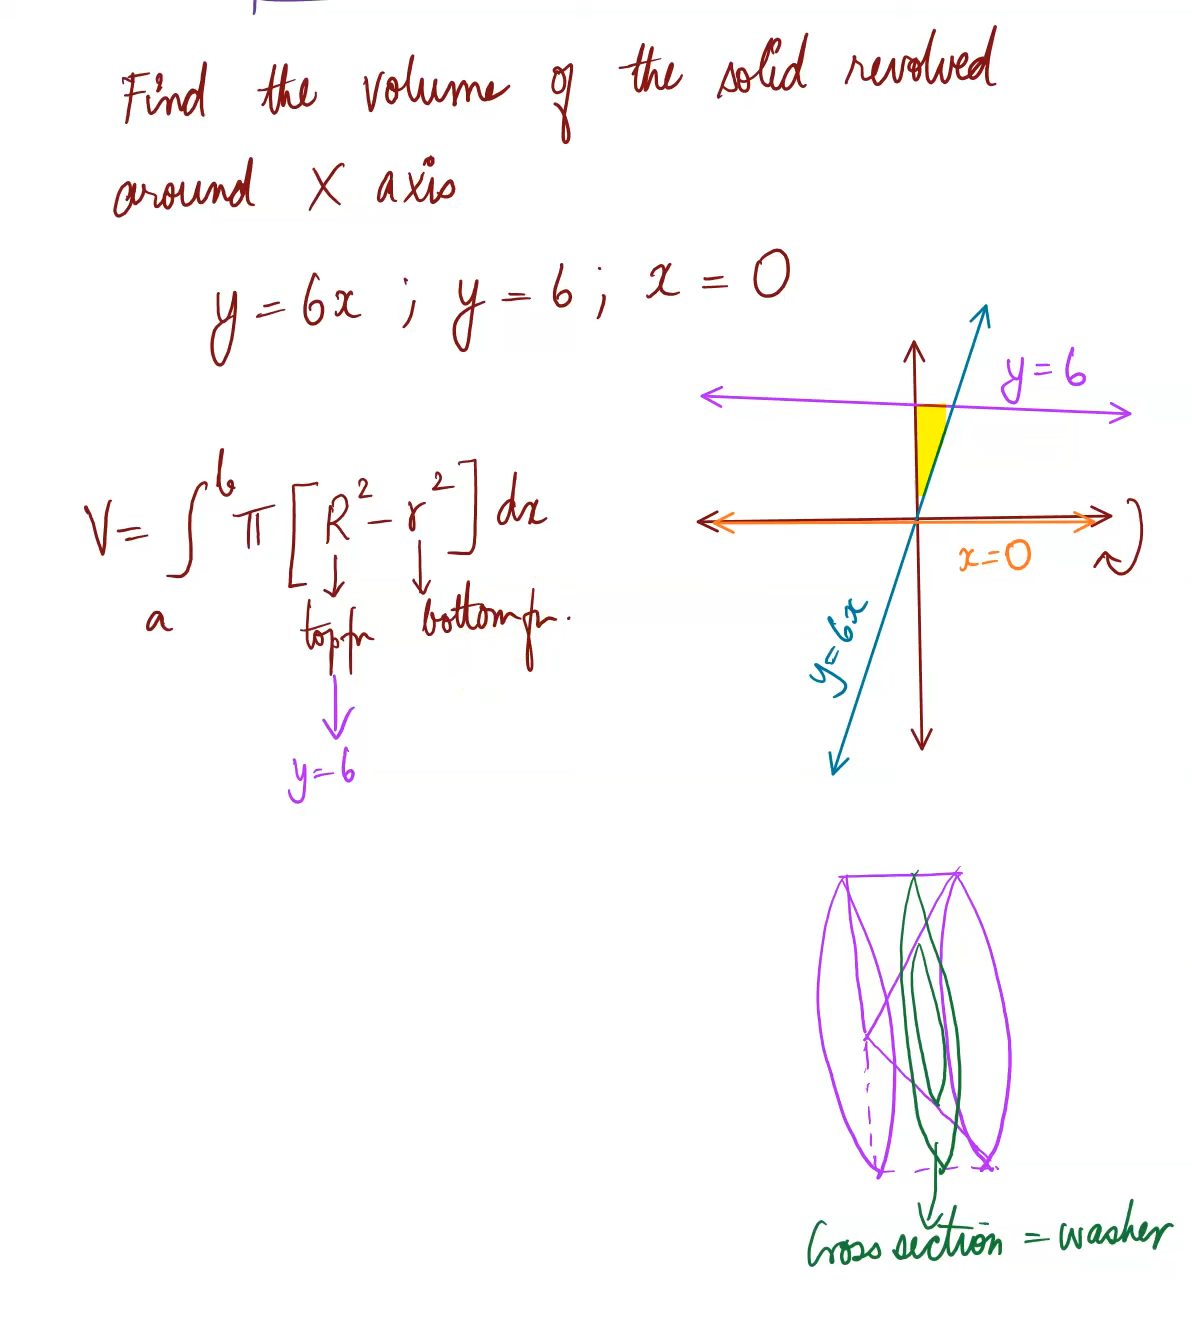 Find the volume of the solid revolved
around X axis
y = 6x ; y = 6 ; x = 0
y = 6
V = ∫ₐᵇ π [R² − r²] dx
x = 0
top fn
bottom fn.
y = 6x
y = 6
Cross section = washer